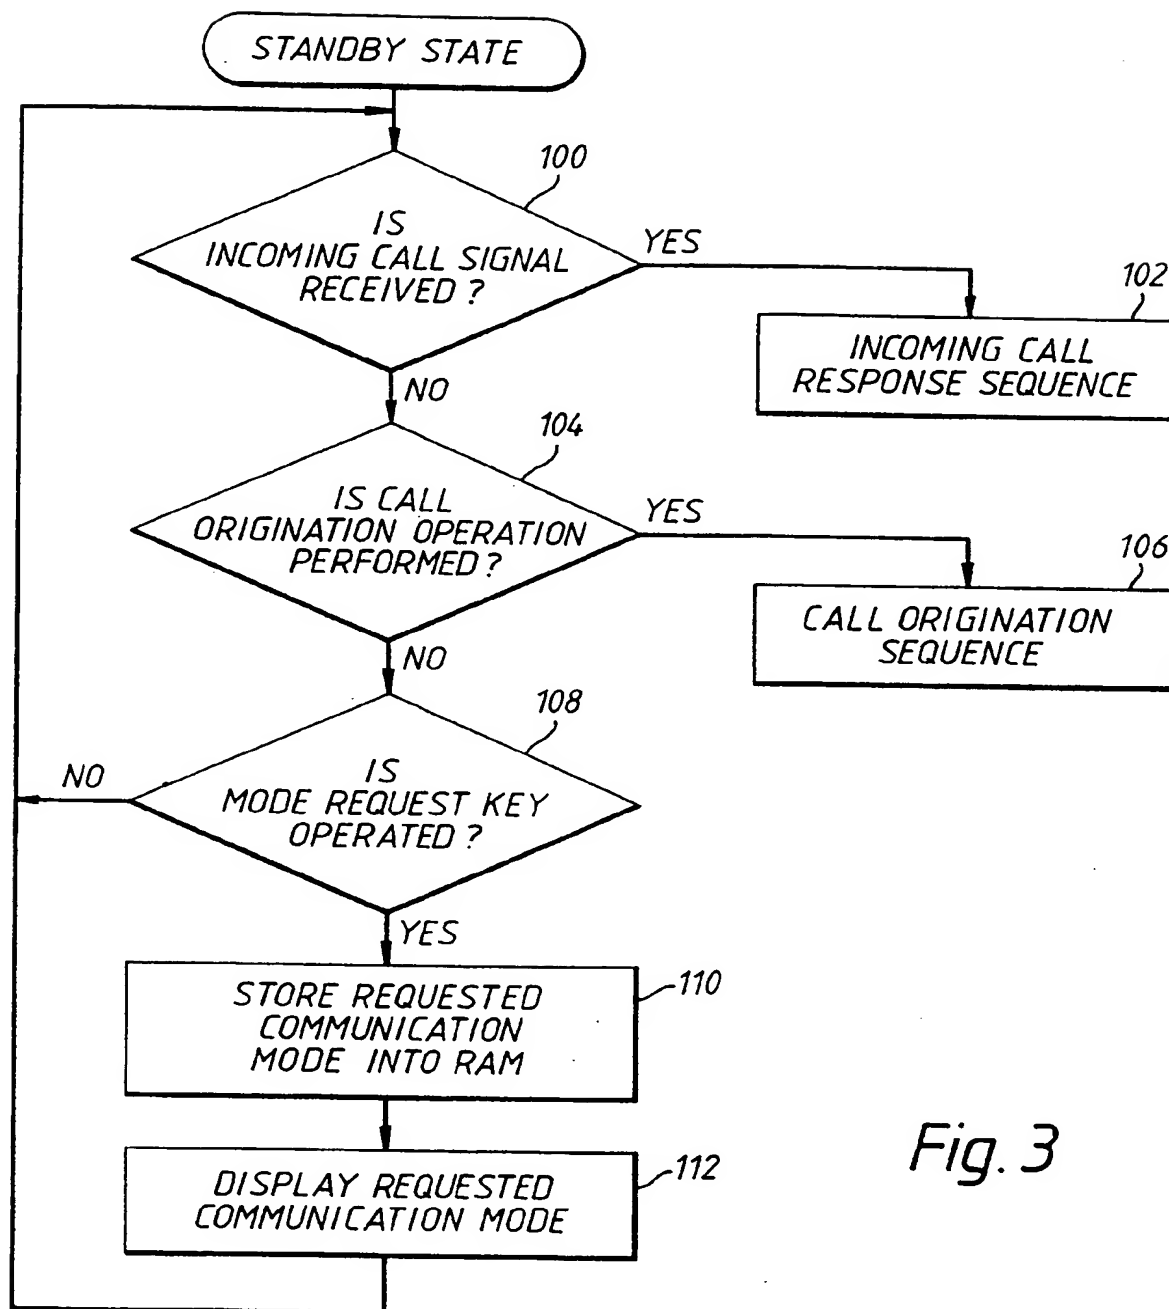 STANDBY STATE
100
IS
INCOMING CALL SIGNAL
RECEIVED?
YES
102
INCOMING CALL
RESPONSE SEQUENCE
NO
104
IS CALL
ORIGINATION OPERATION
PERFORMED?
YES
106
CALL ORIGINATION
SEQUENCE
NO
108
IS
MODE REQUEST KEY
OPERATED?
NO
YES
110
STORE REQUESTED
COMMUNICATION
MODE INTO RAM
112
DISPLAY REQUESTED
COMMUNICATION MODE
Fig. 3